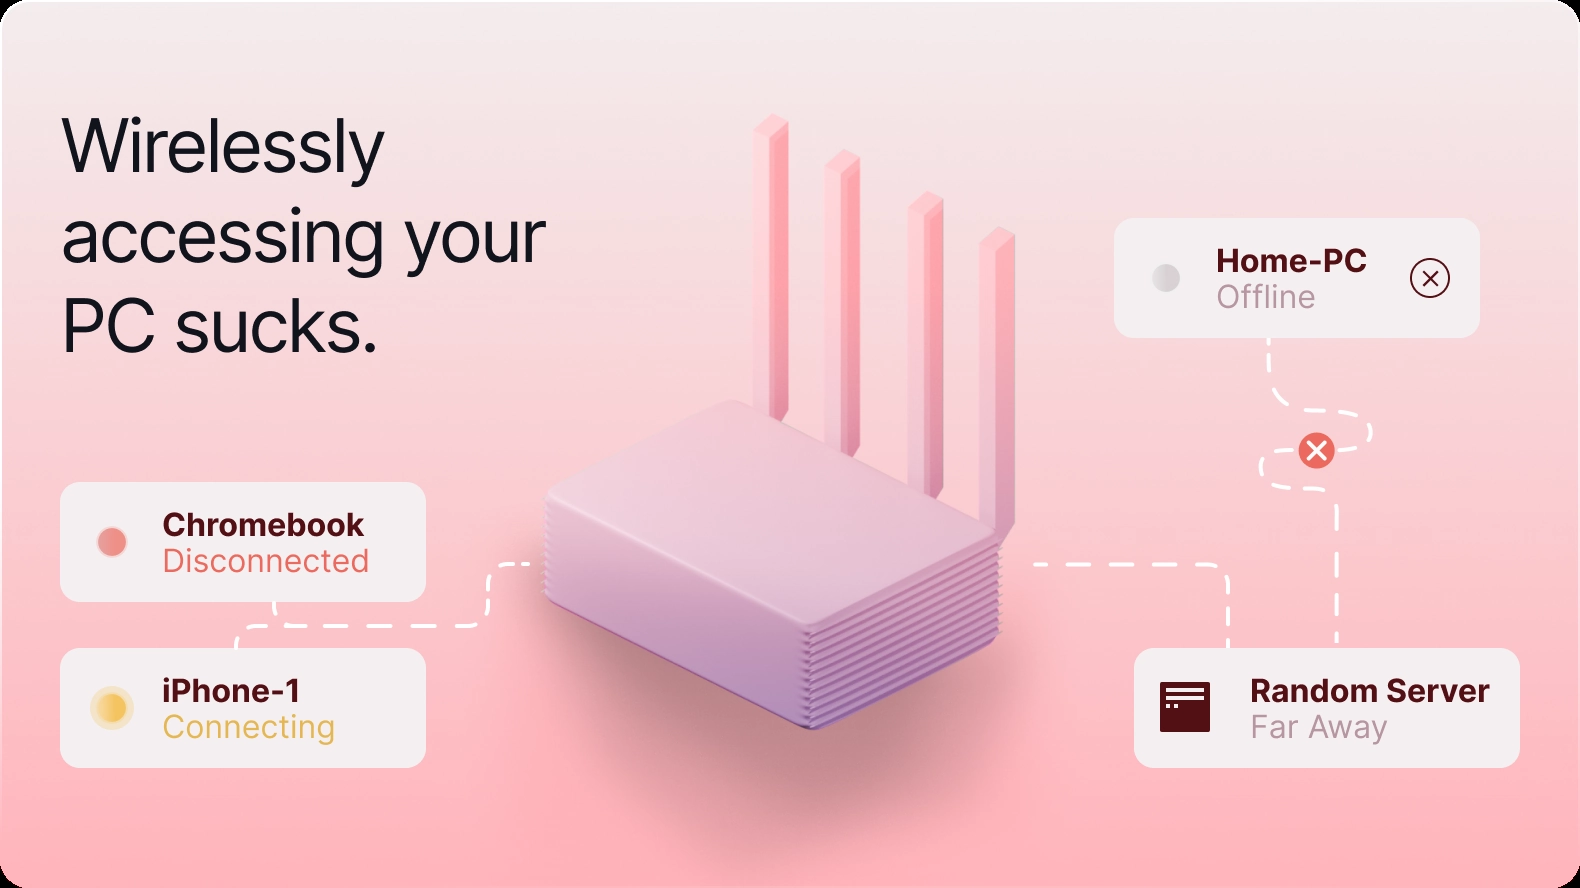 Wirelessly
accessing your
PC sucks.
Home-PC
Offline
Chromebook
Disconnected
iPhone-1
Connecting
Random Server
Far Away